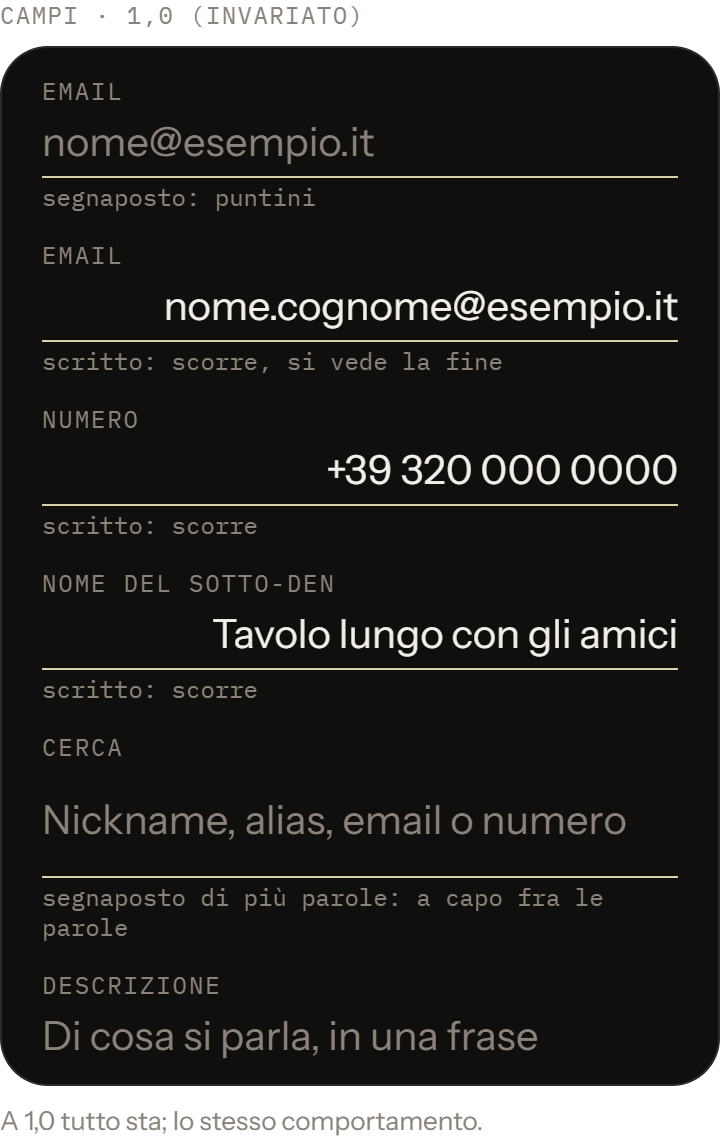 CAMPI · 1,0 (INVARIATO)
EMAIL
nome@esempio.it
segnaposto: puntini
EMAIL
nome.cognome@esempio.it
scritto: scorre, si vede la fine
NUMERO
+39 320 000 0000
scritto: scorre
NOME DEL SOTTO-DEN
Tavolo lungo con gli amici
scritto: scorre
CERCA
Nickname, alias, email o numero
segnaposto di più parole: a capo fra le
parole
DESCRIZIONE
Di cosa si parla, in una frase
A 1,0 tutto sta; lo stesso comportamento.